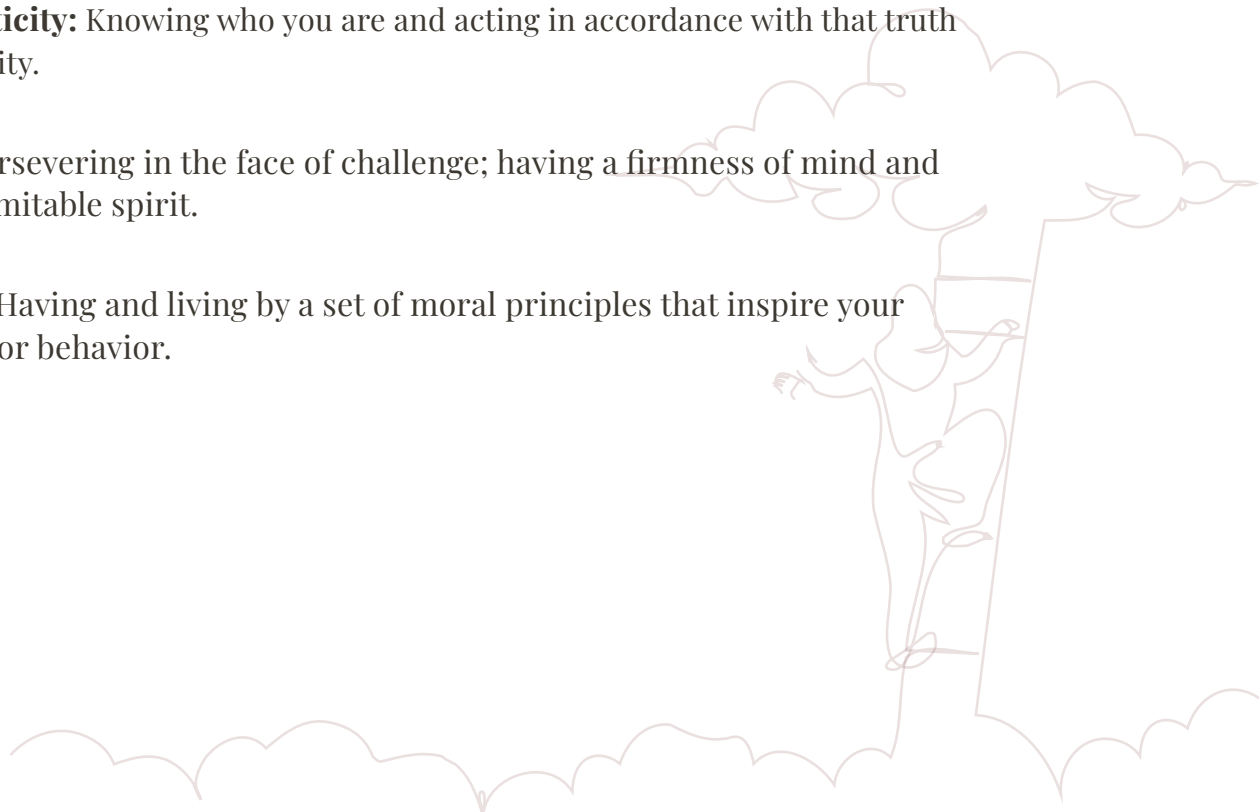 ticity: Knowing who you are and acting in accordance with that truth
ity.
rsevering in the face of challenge; having a firmness of mind and
mitable spirit.
Having and living by a set of moral principles that inspire your
or behavior.